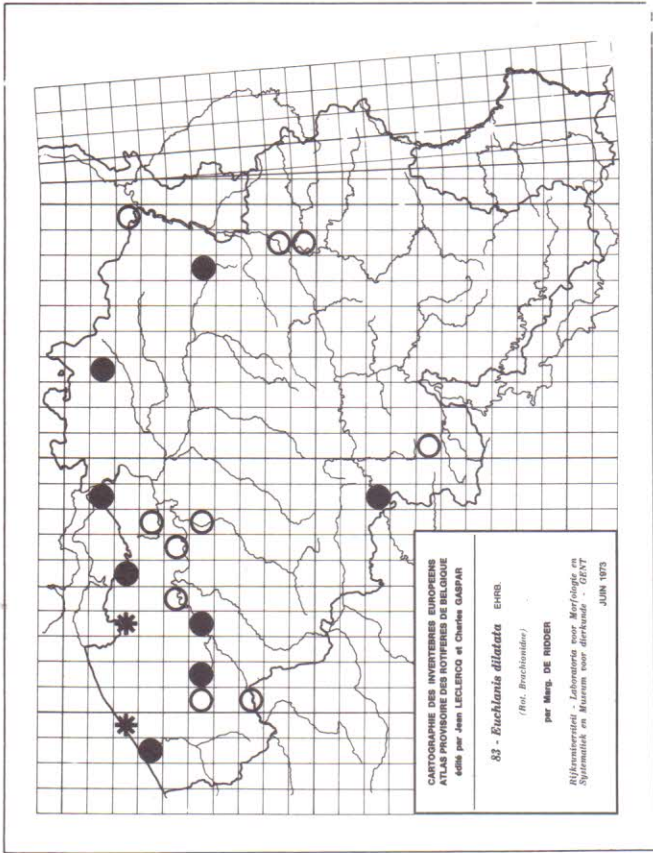 CARTOGRAPHIE DES INVERTEBRES EUROPEENS
ATLAS PROVISOIRE DES ROTIFERES DE BELGIQUE
édité par Jean LECLERCQ et Charles GASPAR
83 - Euchlanis dilatata EHRB.
(Rot. Brachionidae)
par Marg. DE RIDDER
Rijksuniversiteit - Laboratoria voor Morfologie en
Systematiek en Museum voor dierkunde - GENT
JUIN 1973